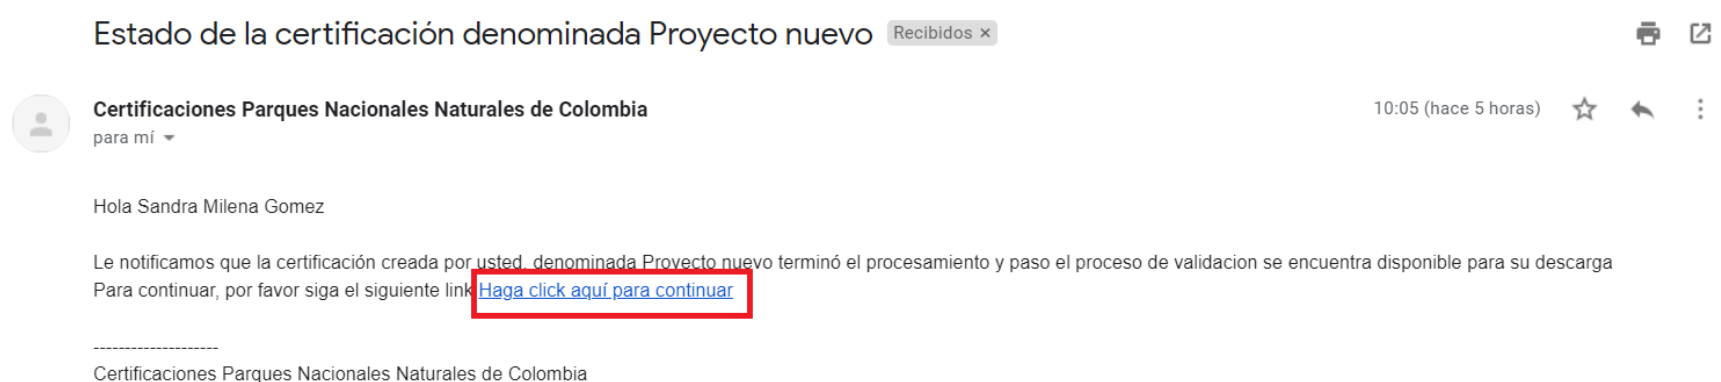 Estado de la certificación denominada Proyecto nuevo Recibidos ×
Certificaciones Parques Nacionales Naturales de Colombia 10:05 (hace 5 horas)
para mí
Hola Sandra Milena Gomez
Le notificamos que la certificación creada por usted, denominada Proyecto nuevo terminó el procesamiento y paso el proceso de validacion se encuentra disponible para su descarga
Para continuar, por favor siga el siguiente link Haga click aquí para continuar
--------------------
Certificaciones Parques Nacionales Naturales de Colombia